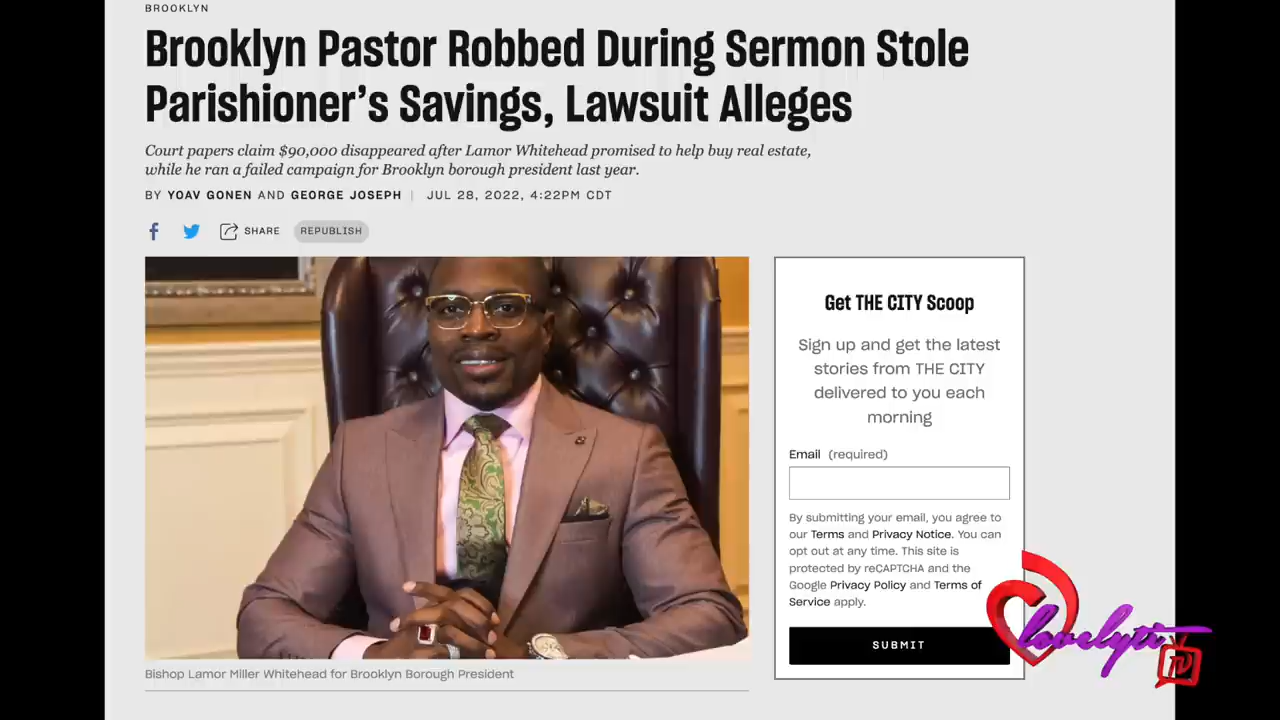 BROOKLYN
Brooklyn Pastor Robbed During Sermon Stole
Parishioner's Savings, Lawsuit Alleges
Court papers claim $90,000 disappeared after Lamor Whitehead promised to help buy real estate,
while he ran a failed campaign for Brooklyn borough president last year.
BY YOAV GONEN AND GEORGE JOSEPH | JUL 28, 2022, 4:22PM CDT
SHARE REPUBLISH
Bishop Lamor Miller Whitehead for Brooklyn Borough President
Get THE CITY Scoop
Sign up and get the latest
stories from THE CITY
delivered to you each
morning
Email (required)
By submitting your email, you agree to
our Terms and Privacy Notice. You can
opt out at any time. This site is
protected by reCAPTCHA and the
Google Privacy Policy and Terms of
Service apply.
SUBMIT
lovelyti
TV